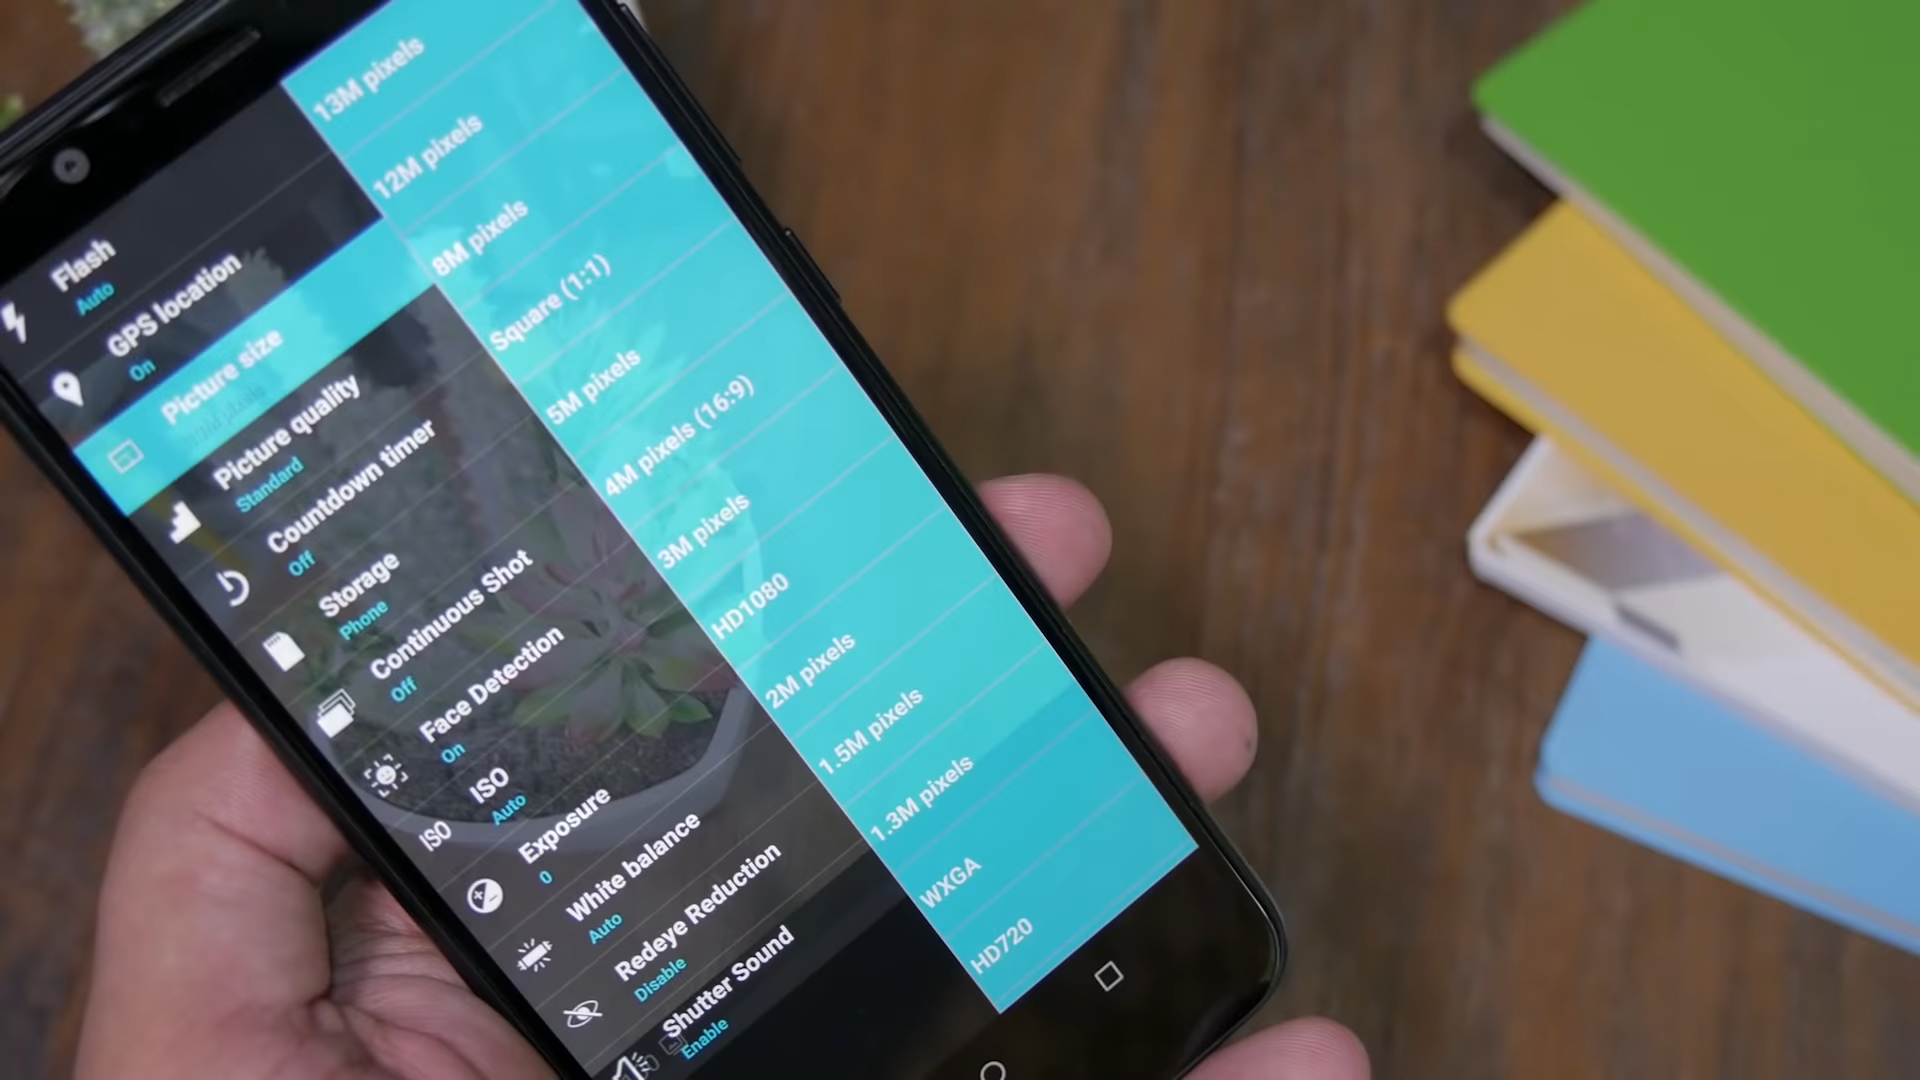 Flash
Auto
GPS location
On
Picture size
Picture quality
Standard
Countdown timer
Off
Storage
Phone
Continuous Shot
Off
Face Detection
On
ISO
ISO
Auto
Exposure
0
White balance
Auto
Redeye Reduction
Disable
Shutter Sound
Enable
13M pixels
12M pixels
8M pixels
Square (1:1)
5M pixels
4M pixels (16:9)
3M pixels
HD1080
2M pixels
1.5M pixels
1.3M pixels
WXGA
HD720